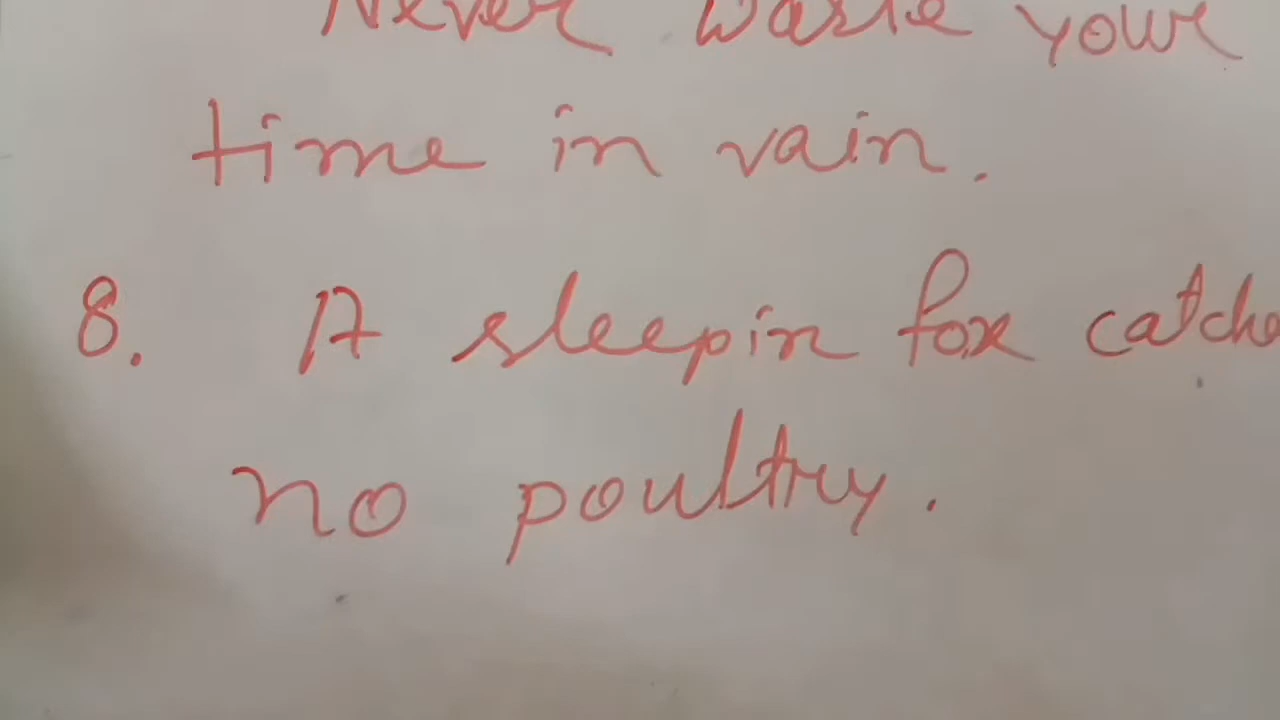 Never waste your
time in vain.
8. A sleepin fox catche
no poultry.